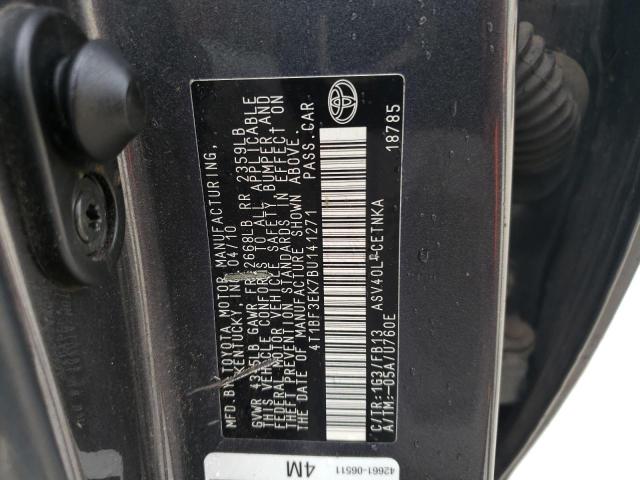 MFD. BY: TOYOTA MOTOR MANUFACTURING,
KENTUCKY, INC. 04/10
GVWR 4345LB GAWR FR 2668LB RR 2359LB
THIS VEHICLE CONFORMS TO ALL APPLICABLE
FEDERAL MOTOR VEHICLE SAFETY, BUMPER, AND
THEFT PREVENTION STANDARDS IN EFFECT ON
THE DATE OF MANUFACTURE SHOWN ABOVE.
4T1BF3EK7BU141271 PASS. CAR
C/TR: 1G3/FB13 ASV40L-CETNKA
A/TM: -05A/U760E
18785
42661-06511
4M